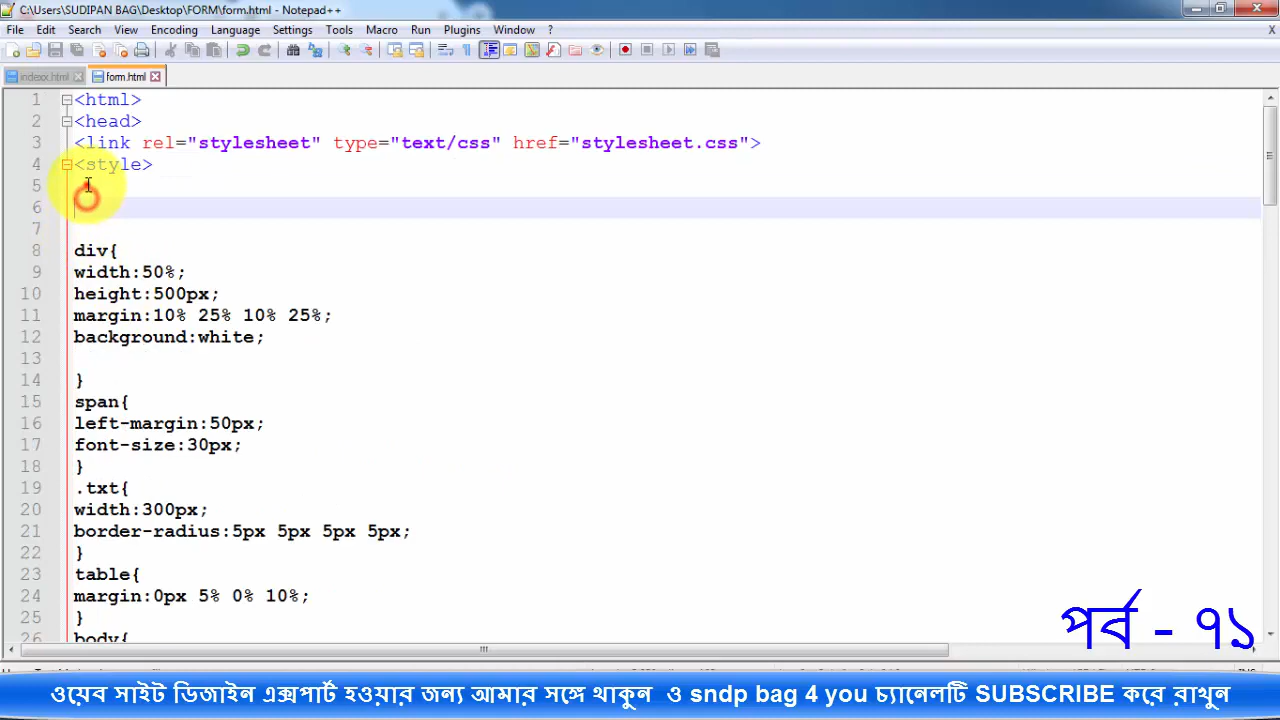 C:\Users\SUDIPAN BAG\Desktop\FORM\form.html - Notepad++
File Edit Search View Encoding Language Settings Tools Macro Run Plugins Window ? X
indexx.html form.html
1 <html>
2 <head>
3 <link rel="stylesheet" type="text/css" href="stylesheet.css">
4 <style>
5
6
7
8 div{
9 width:50%;
10 height:500px;
11 margin:10% 25% 10% 25%;
12 background:white;
13
14 }
15 span{
16 left-margin:50px;
17 font-size:30px;
18 }
19 .txt{
20 width:300px;
21 border-radius:5px 5px 5px 5px;
22 }
23 table{
24 margin:0px 5% 0% 10%;
25 }
26 body{
পর্ব - ৭১
ওয়েব সাইট ডিজাইন এক্সপার্ট হওয়ার জন্য আমার সঙ্গে থাকুন ও sndp bag 4 you চ্যানেলটি SUBSCRIBE করে রাখুন